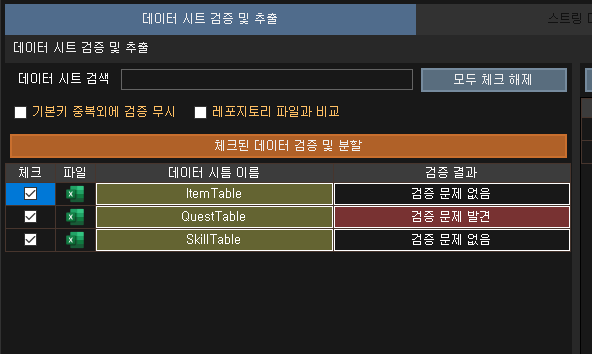 데이터 시트 검증 및 추출
스트링
데이터 시트 검증 및 추출
데이터 시트 검색
모두 체크 해제
기본키 중복외에 검증 무시
레포지토리 파일과 비교
체크된 데이터 검증 및 분할
체크 파일 데이터 시틀 이름 검증 결과
ItemTable 검증 문제 없음
QuestTable 검증 문제 발견
SkillTable 검증 문제 없음